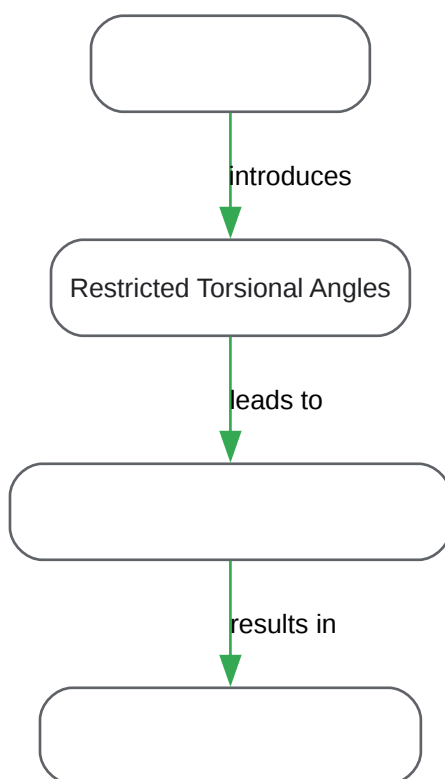 introduces
Restricted Torsional Angles
leads to
results in